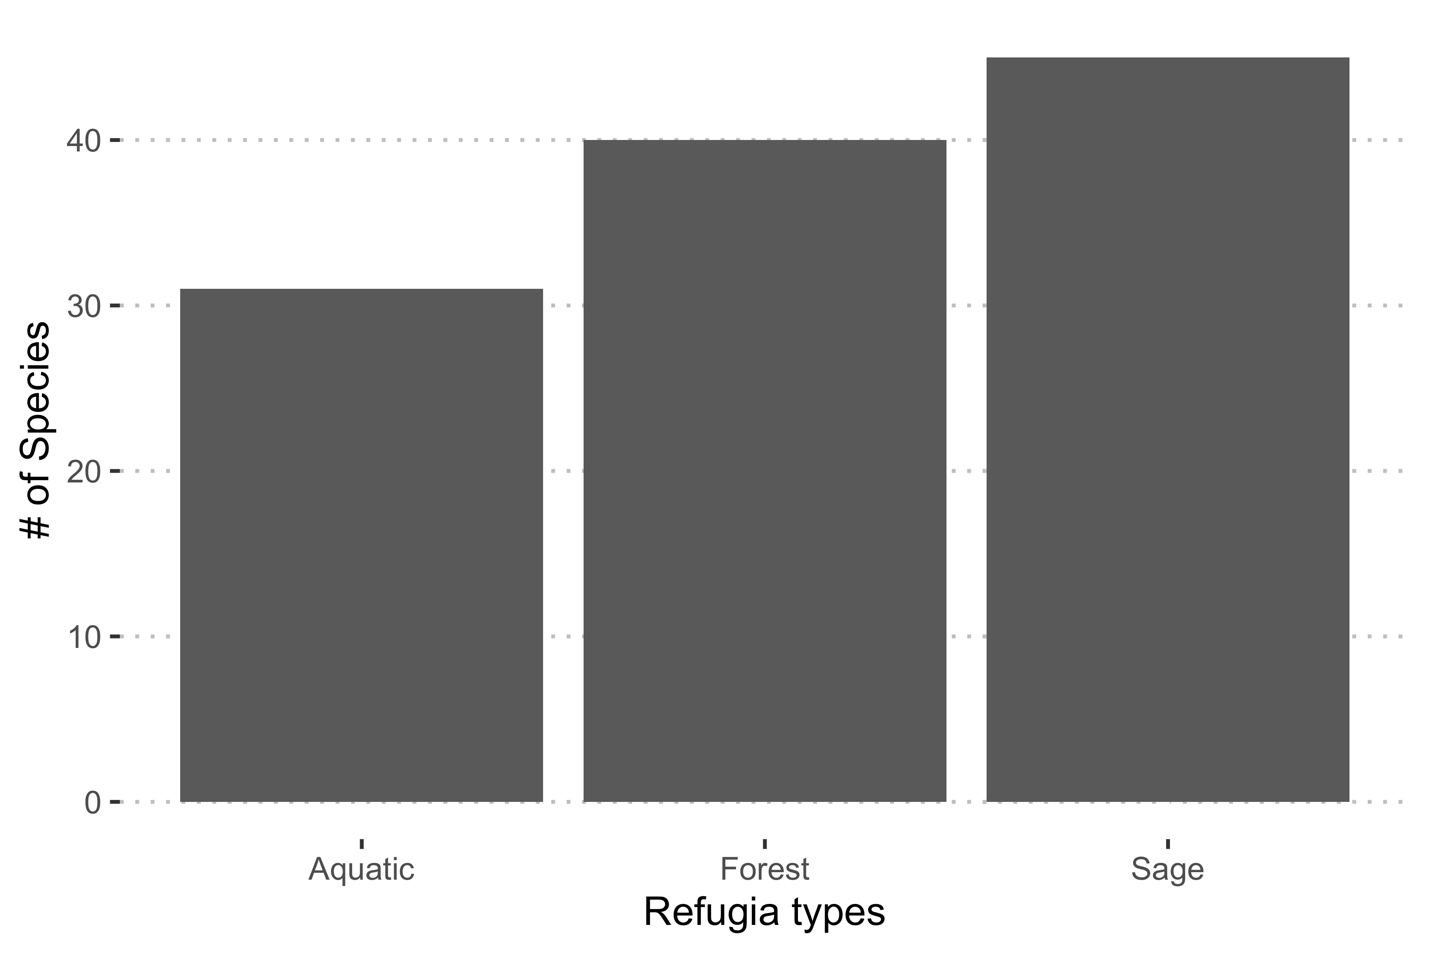 # of Species
40
30
20
10
0
Aquatic Forest Sage
Refugia types